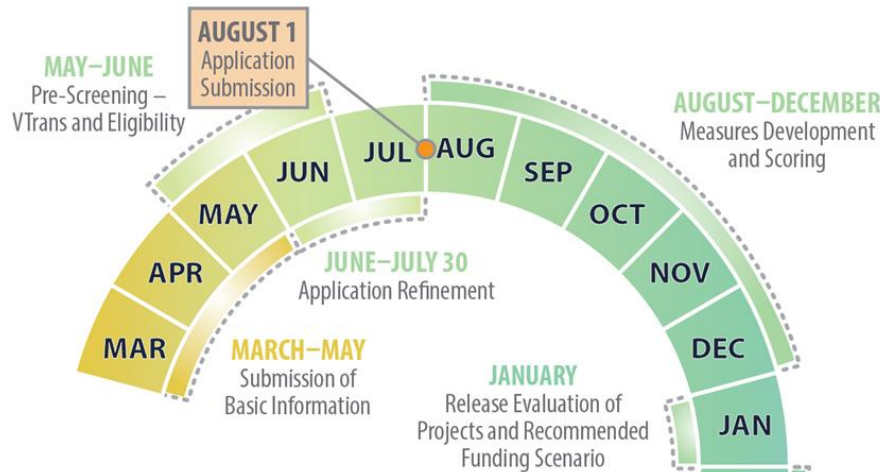 AUGUST 1
Application
Submission
MAY–JUNE
Pre-Screening –
VTrans and Eligibility
AUGUST–DECEMBER
Measures Development
and Scoring
MAR
APR
MAY
JUN
JUL
AUG
SEP
OCT
NOV
DEC
JAN
JUNE–JULY 30
Application Refinement
MARCH–MAY
Submission of
Basic Information
JANUARY
Release Evaluation of
Projects and Recommended
Funding Scenario